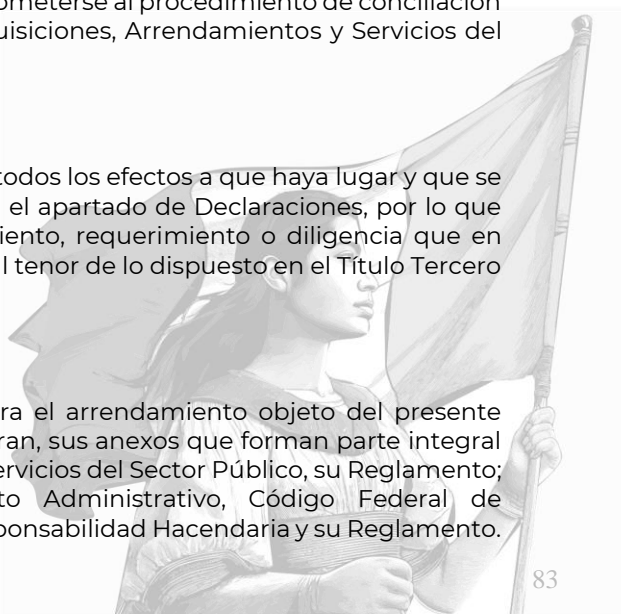 ometerse al procedimiento de conciliación
uisiciones, Arrendamientos y Servicios del
todos los efectos a que haya lugar y que se
el apartado de Declaraciones, por lo que
iento, requerimiento o diligencia que en
l tenor de lo dispuesto en el Título Tercero
ra el arrendamiento objeto del presente
ran, sus anexos que forman parte integral
ervicios del Sector Público, su Reglamento;
to Administrativo, Código Federal de
ponsabilidad Hacendaria y su Reglamento.
83